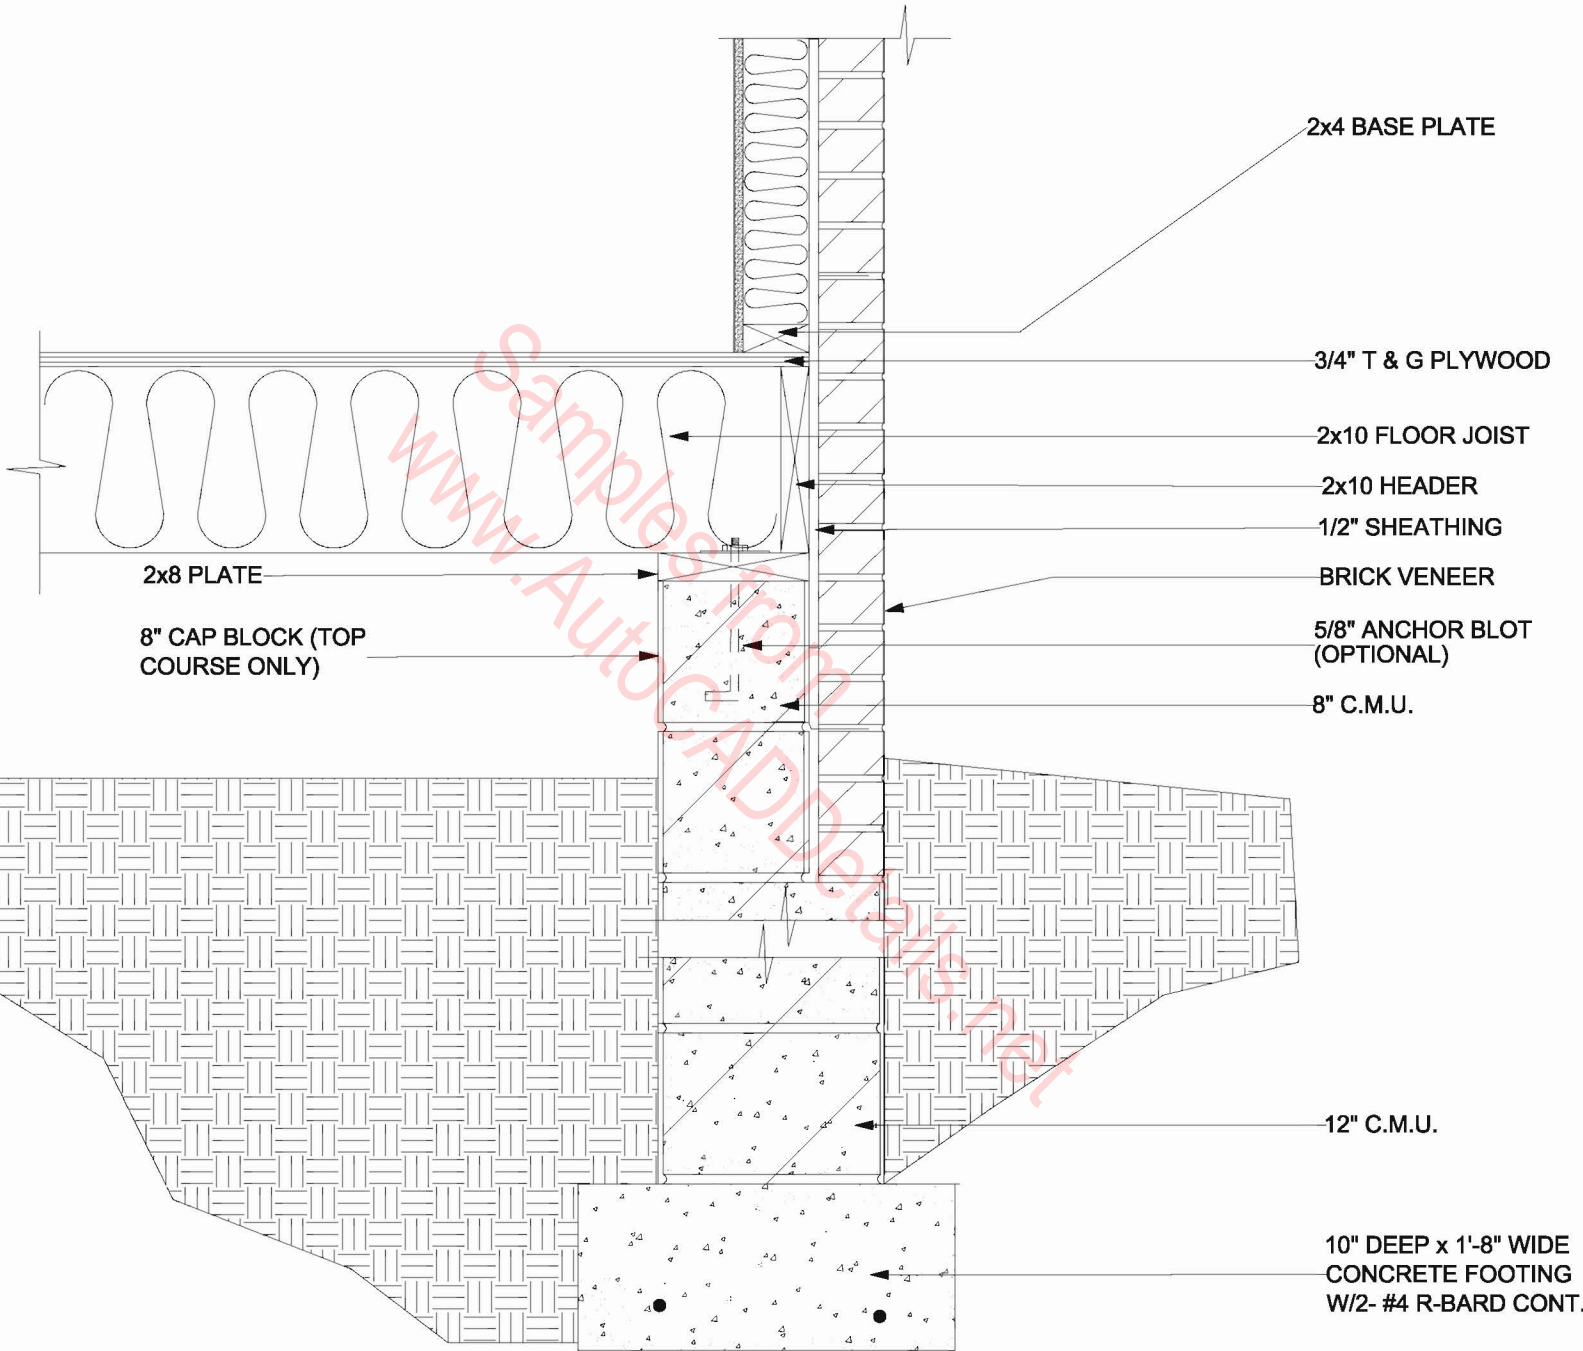 2x4 BASE PLATE
3/4" T & G PLYWOOD
2x10 FLOOR JOIST
2x10 HEADER
1/2" SHEATHING
2x8 PLATE
BRICK VENEER
8" CAP BLOCK (TOP
COURSE ONLY)
5/8" ANCHOR BLOT
(OPTIONAL)
8" C.M.U.
12" C.M.U.
10" DEEP x 1'-8" WIDE
CONCRETE FOOTING
W/2- #4 R-BARD CONT.
Samples from
www.AutoCADDetails.net